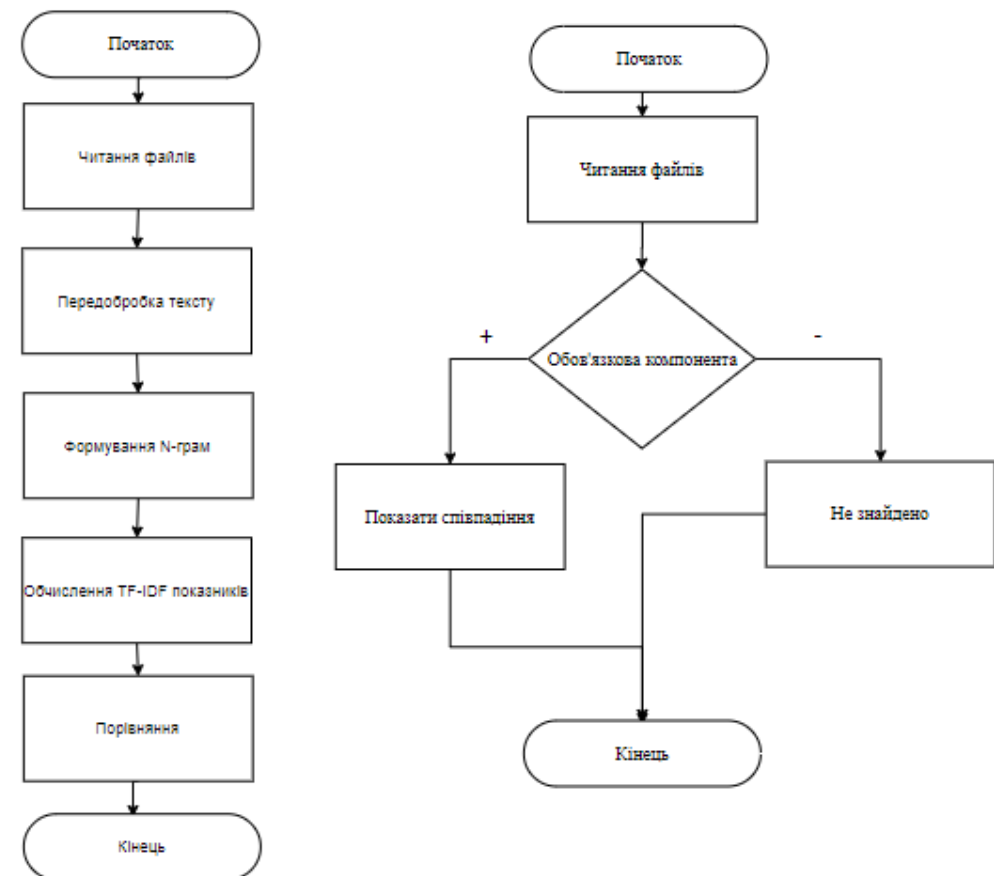 Початок
Читання файлів
Передобробка тексту
Формування N-грам
Обчислення TF-IDF показників
Порівняння
Кінець
Початок
Читання файлів
Обов'язкова компонента
+
-
Показати співпадіння
Не знайдено
Кінець